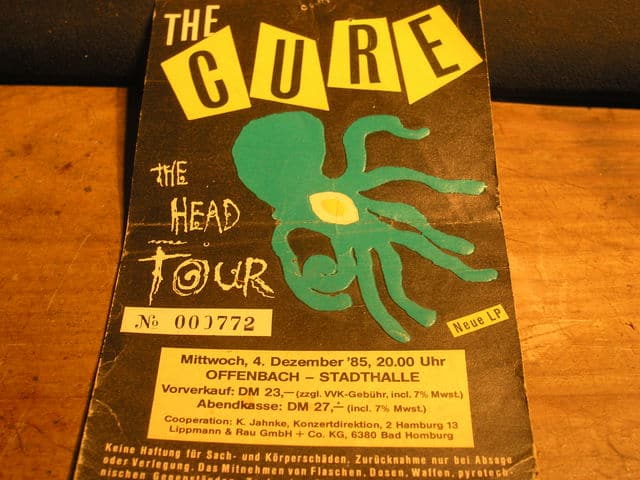 THE
CURE
THE
HEAD
TOUR
№ 000772
Neue LP
Mittwoch, 4. Dezember '85, 20.00 Uhr
OFFENBACH – STADTHALLE
Vorverkauf: DM 23,— (zzgl. VVK-Gebühr, incl. 7% Mwst.)
Abendkasse: DM 27,— (incl. 7% Mwst.)
Cooperation: K. Jahnke, Konzertdirektion, 2 Hamburg 13
Lippmann & Rau GmbH + Co. KG, 6380 Bad Homburg
Keine Haftung für Sach- und Körperschäden. Zurücknahme nur bei Absage
oder Verlegung. Das Mitnehmen von Flaschen, Dosen, Waffen, pyrotech-
nischen Gegenständen